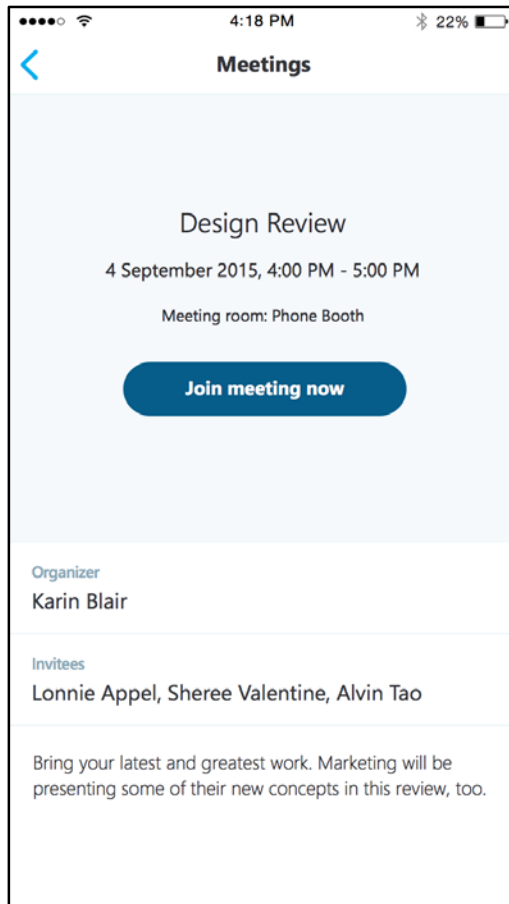 4:18 PM
22%
Meetings
Design Review
4 September 2015, 4:00 PM - 5:00 PM
Meeting room: Phone Booth
Join meeting now
Organizer
Karin Blair
Invitees
Lonnie Appel, Sheree Valentine, Alvin Tao
Bring your latest and greatest work. Marketing will be
presenting some of their new concepts in this review, too.